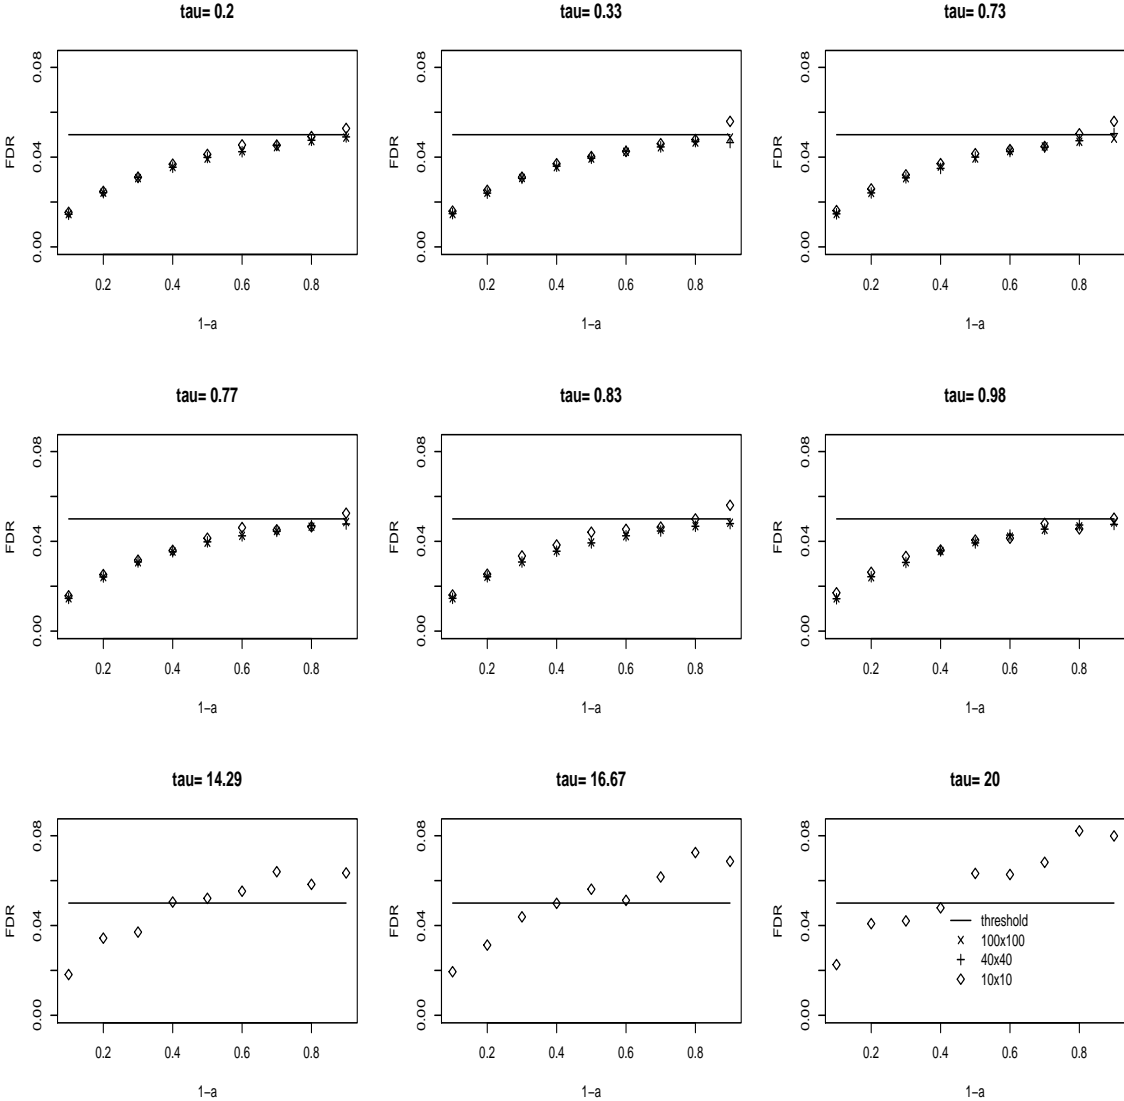 tau= 0.2
FDR
0.00 0.04 0.08
0.2 0.4 0.6 0.8
1−a
tau= 0.33
FDR
0.00 0.04 0.08
0.2 0.4 0.6 0.8
1−a
tau= 0.73
FDR
0.00 0.04 0.08
0.2 0.4 0.6 0.8
1−a
tau= 0.77
FDR
0.00 0.04 0.08
0.2 0.4 0.6 0.8
1−a
tau= 0.83
FDR
0.00 0.04 0.08
0.2 0.4 0.6 0.8
1−a
tau= 0.98
FDR
0.00 0.04 0.08
0.2 0.4 0.6 0.8
1−a
tau= 14.29
FDR
0.00 0.04 0.08
0.2 0.4 0.6 0.8
1−a
tau= 16.67
FDR
0.00 0.04 0.08
0.2 0.4 0.6 0.8
1−a
tau= 20
FDR
0.00 0.04 0.08
threshold
100x100
40x40
10x10
0.2 0.4 0.6 0.8
1−a